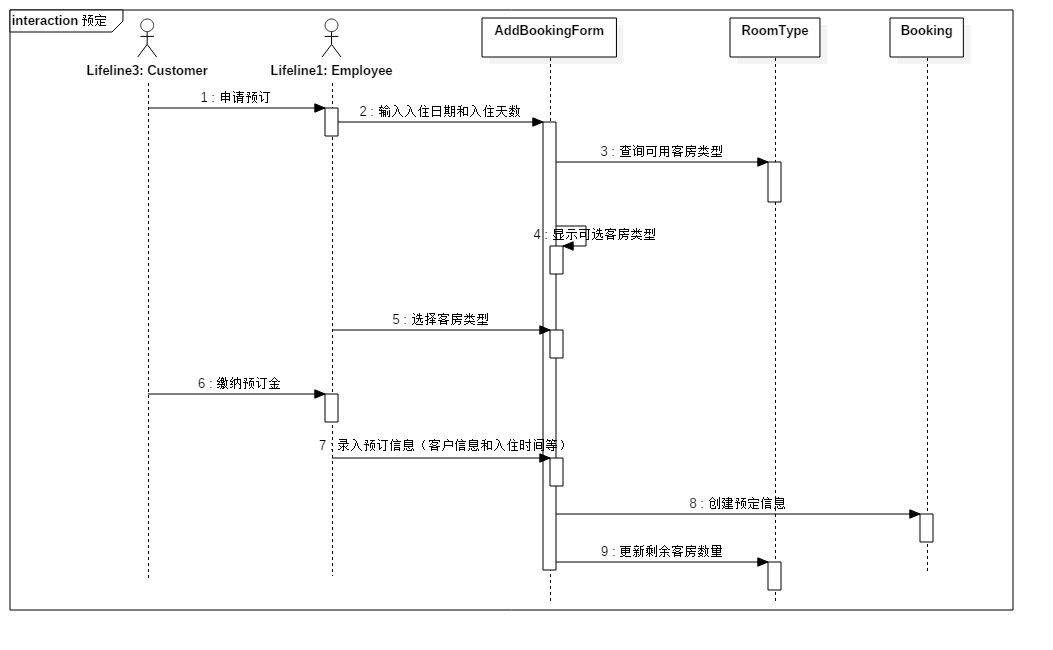 interaction 预定
Lifeline3: Customer
Lifeline1: Employee
AddBookingForm
RoomType
Booking
1 : 申请预订
2 : 输入入住日期和入住天数
3 : 查询可用客房类型
4 : 显示可选客房类型
5 : 选择客房类型
6 : 缴纳预订金
7 : 录入预订信息（客户信息和入住时间等）
8 : 创建预定信息
9 : 更新剩余客房数量